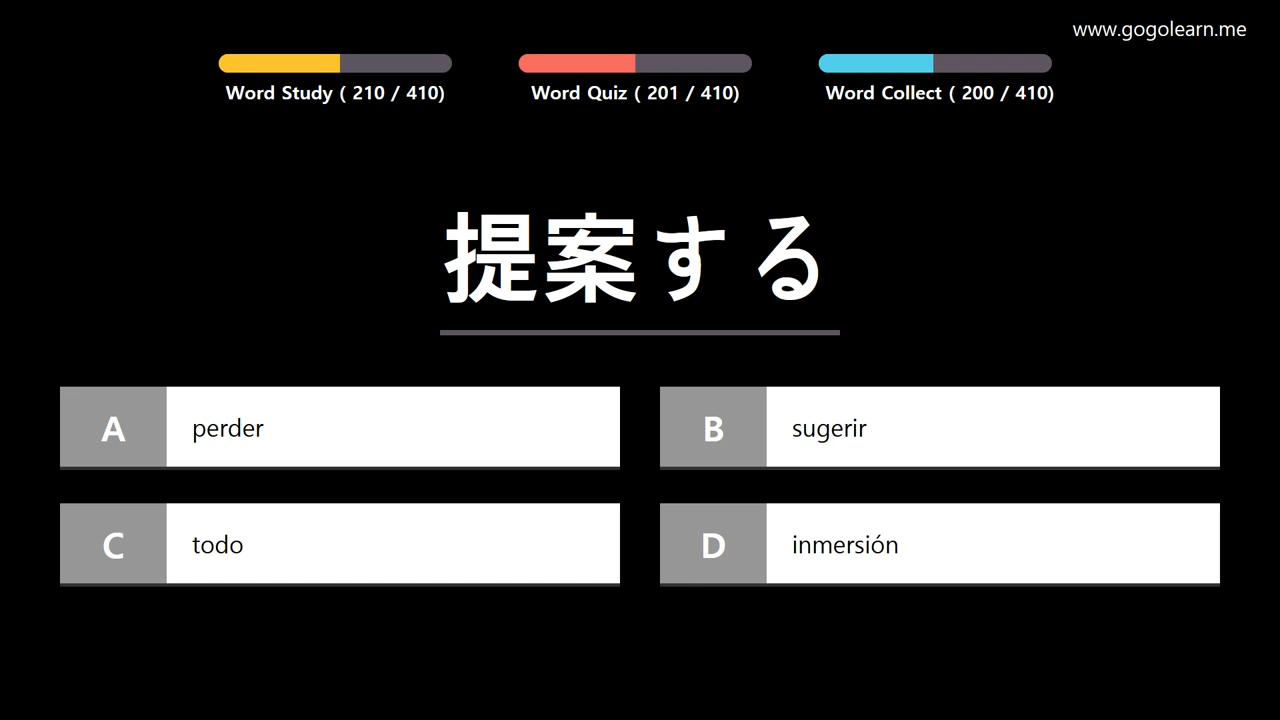 www.gogolearn.me
Word Study ( 210 / 410)
Word Quiz ( 201 / 410)
Word Collect ( 200 / 410)
提案する
A perder
B sugerir
C todo
D inmersión